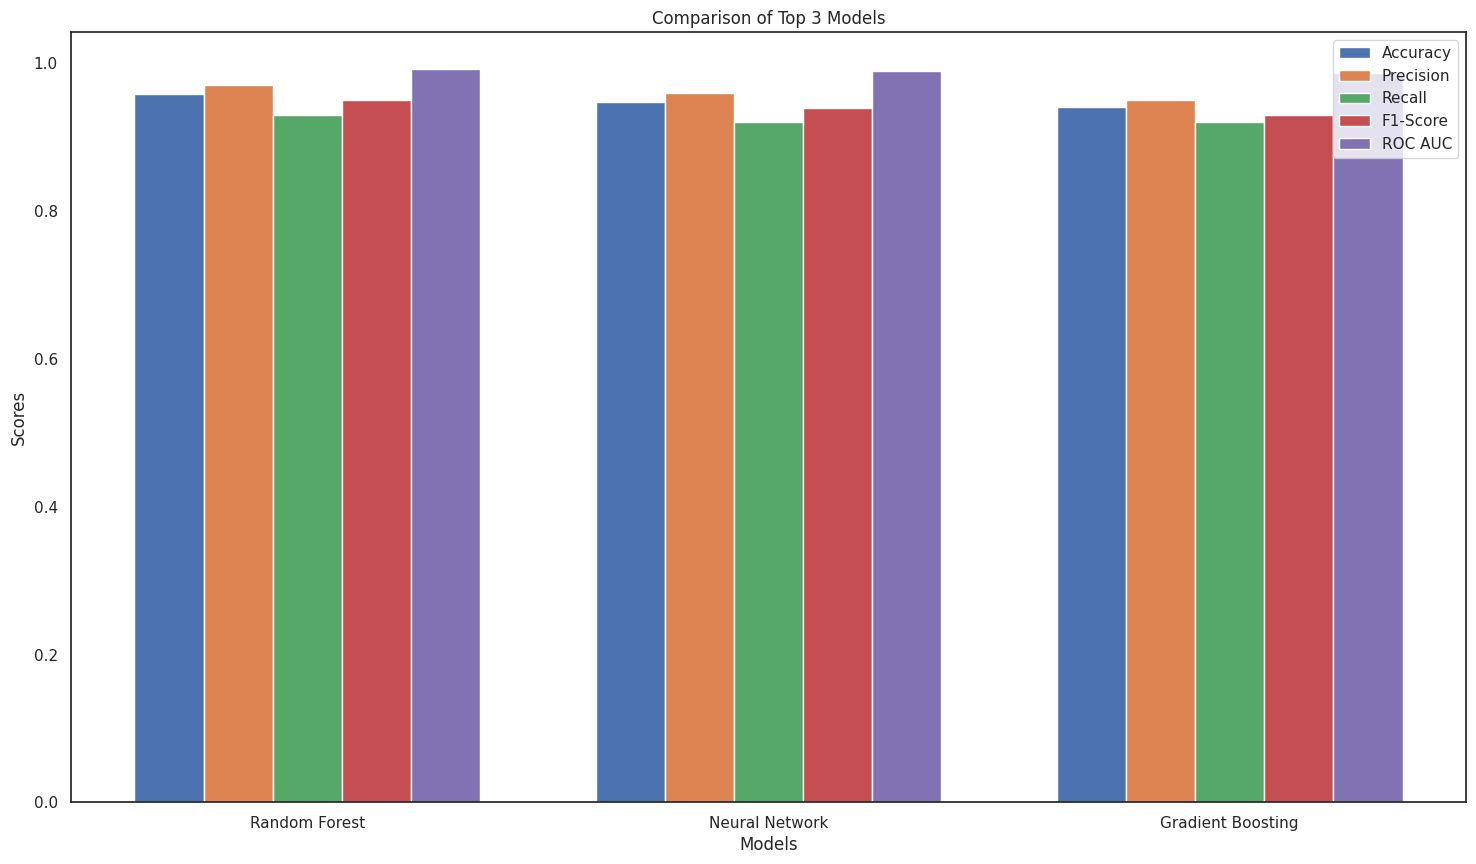 Comparison of Top 3 Models
1.0
0.8
0.6
0.4
0.2
0.0
Scores
Accuracy
Precision
Recall
F1-Score
ROC AUC
Random Forest
Neural Network
Gradient Boosting
Models